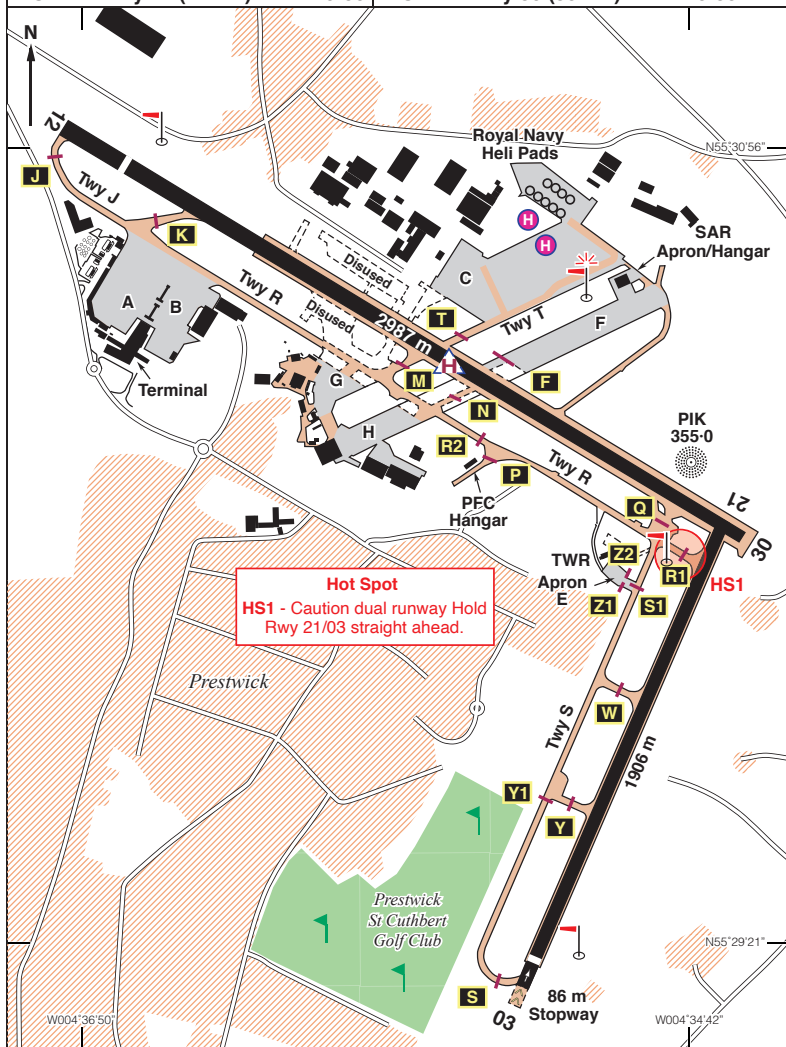 N
12
Royal Navy
Heli Pads
N55°30'56"
J
Twy J
K
H
H
SAR
Apron/Hangar
Disused
C
A
B
Twy R
Disused
2987 m
T
Twy T
F
Terminal
G
M
H
F
N
H
R2
P
PIK
355·0
Twy R
PFC
Hangar
21
30
Q
TWR
Z2
R1
HS1
Apron
E
Z1
S1
Hot Spot
HS1 - Caution dual runway Hold
Rwy 21/03 straight ahead.
Prestwick
W
Twy S
1906 m
Y1
Y
Prestwick
St Cuthbert
Golf Club
N55°29'21"
S
86 m
Stopway
03
W004°36'50"
W004°34'42"